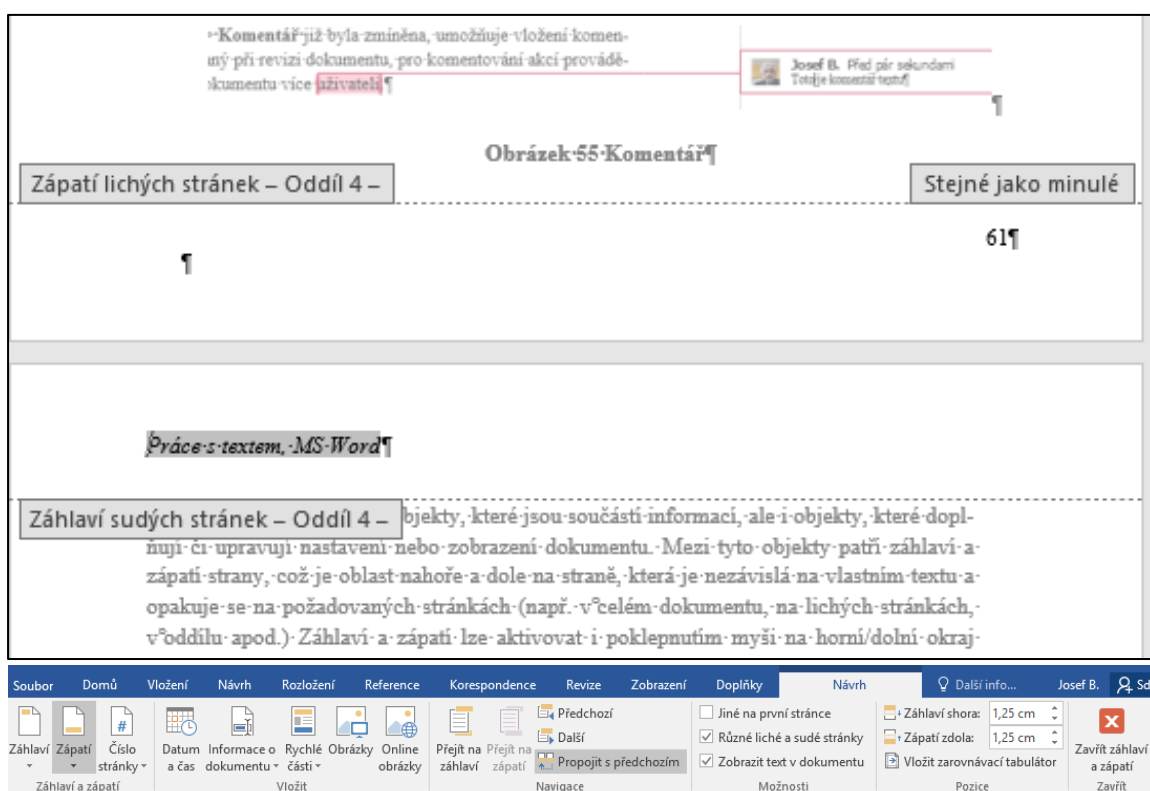 Komentář již byla zmíněna, umožňuje vložení komen-
ný při revizi dokumentu, pro komentování akcí provádě-
kumentu více uživateli¶
Josef B. Před pár sekundami
Toto je komentář textu¶
¶
Obrázek·55·Komentář¶
Zápatí lichých stránek – Oddíl 4 –
Stejné jako minulé
61¶
¶
Práce·s·textem,·MS·Word¶
Záhlaví sudých stránek – Oddíl 4 –
bjekty,·které·jsou·součástí·informací,·ale·i·objekty,·které·dopl-
ňují·či·upravují·nastavení·nebo·zobrazení·dokumentu.·Mezi·tyto·objekty·patří·záhlaví·a·
zápatí·strany,·což·je·oblast·nahoře·a·dole·na·straně,·která·je·nezávislá·na·vlastním·textu·a·
opakuje·se·na·požadovaných·stránkách·(např.·v°celém·dokumentu,·na·lichých·stránkách,·
v°oddílu·apod.)·Záhlaví·a·zápatí·lze·aktivovat·i·poklepnutím·myši·na·horní/dolní·okraj·
Soubor Domů Vložení Návrh Rozložení Reference Korespondence Revize Zobrazení Doplňky Návrh Další info... Josef B. Sd
Záhlaví Zápatí Číslo stránky
Datum a čas Informace o dokumentu Rychlé části Obrázky Online obrázky
Přejít na záhlaví Přejít na zápatí
Předchozí
Další
Propojit s předchozím
Jiné na první stránce
Různé liché a sudé stránky
Zobrazit text v dokumentu
Záhlaví shora: 1,25 cm
Zápatí zdola: 1,25 cm
Vložit zarovnávací tabulátor
Zavřít záhlaví a zápatí
Záhlaví a zápatí Vložit Navigace Možnosti Pozice Zavřít